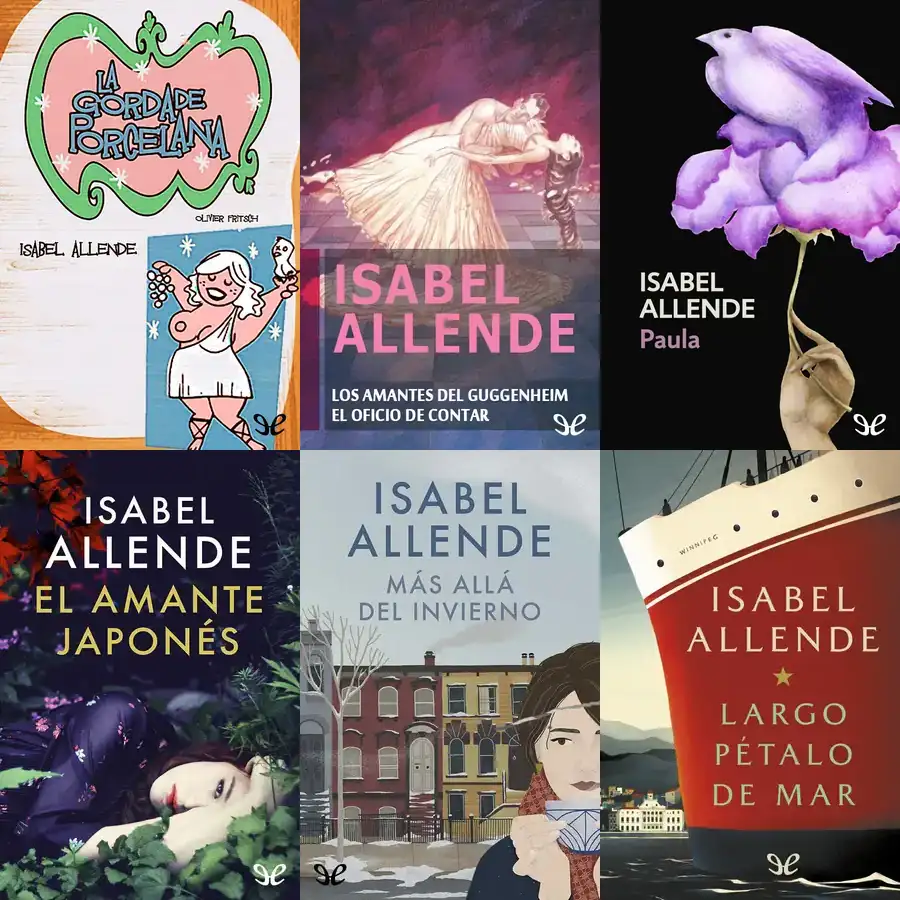 LA
GORDA DE
PORCELANA
OLIVIER FRITSCH
ISABEL ALLENDE
ISABEL
ALLENDE
LOS AMANTES DEL GUGGENHEIM
EL OFICIO DE CONTAR
ISABEL
ALLENDE
Paula
ISABEL
ALLENDE
EL AMANTE
JAPONÉS
ISABEL
ALLENDE
MÁS ALLÁ
DEL INVIERNO
WINNIPEG
ISABEL
ALLENDE
LARGO
PÉTALO
DE MAR